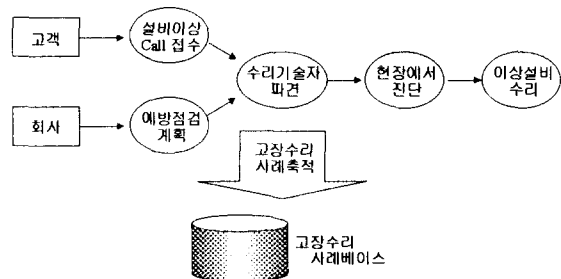 고객
설비이상
Call 접수
수리기술자
파견
현장에서
진단
이상설비
수리
회사
예방점검
계획
고장수리
사례축적
고장수리
사례베이스